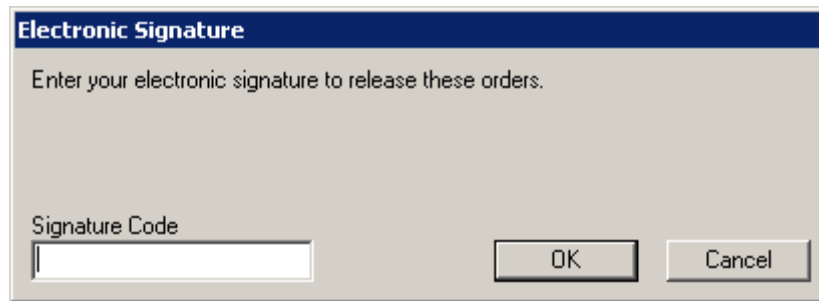 Electronic Signature
Enter your electronic signature to release these orders.
Signature Code
OK
Cancel